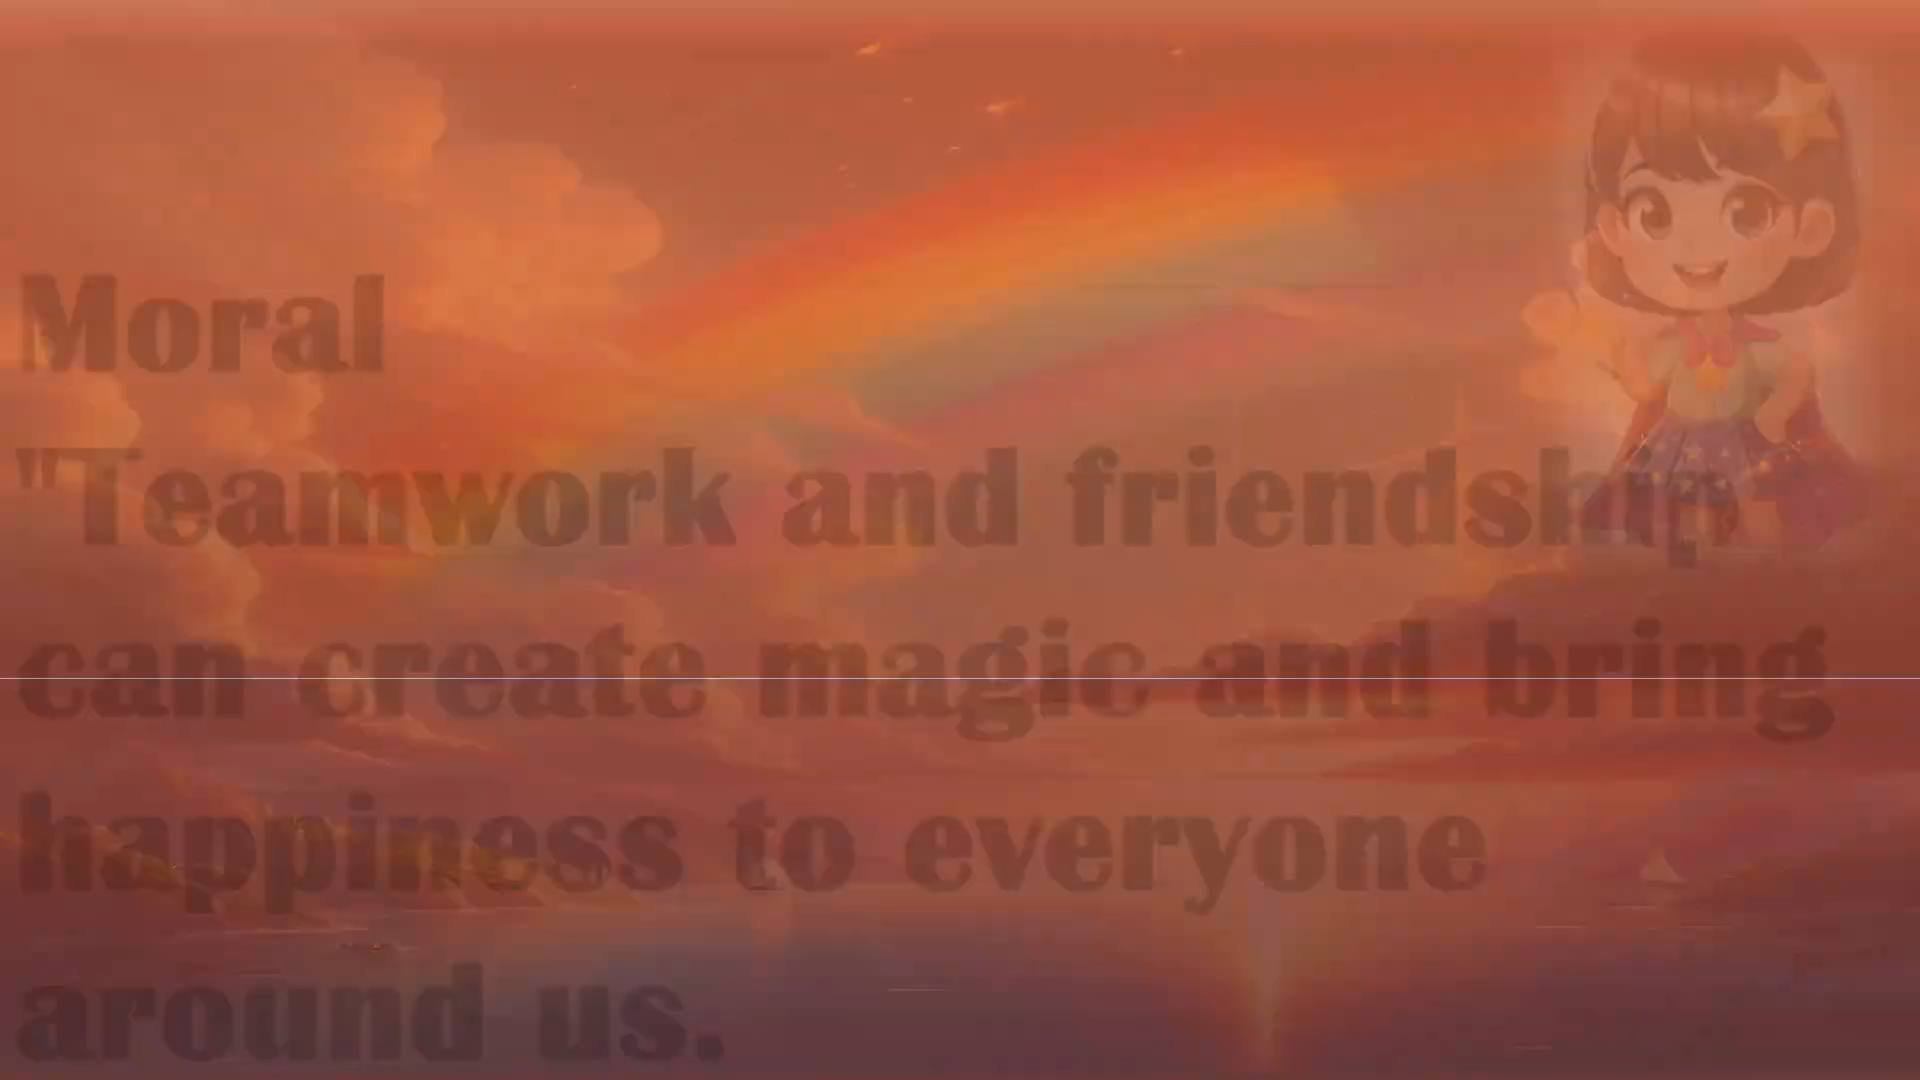 Moral
"Teamwork and friendship
can create magic and bring
happiness to everyone
around us.